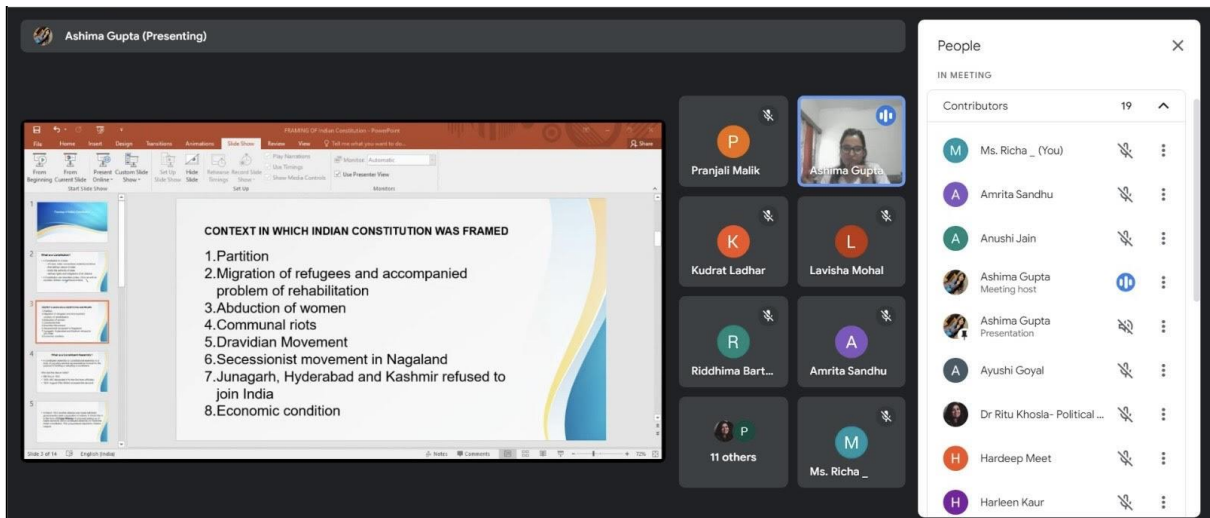 Ashima Gupta (Presenting)
FRAMING OF Indian Constitution - PowerPoint
File Home Insert Design Transitions Animations Slide Show Review View Tell me what you want to do... Share
From Beginning
From Current Slide
Present Online
Custom Slide Show
Set Up Slide Show
Hide Slide
Rehearse Timings
Record Slide Show
Play Narrations
Use Timings
Show Media Controls
Monitor: Automatic
Use Presenter View
Start Slide Show
Set Up
Monitors
1
2
3
4
5
CONTEXT IN WHICH INDIAN CONSTITUTION WAS FRAMED
1.Partition
2.Migration of refugees and accompanied
problem of rehabilitation
3.Abduction of women
4.Communal riots
5.Dravidian Movement
6.Secessionist movement in Nagaland
7.Junagarh, Hyderabad and Kashmir refused to
join India
8.Economic condition
Slide 3 of 14 English (India) Notes Comments 72%
P
Pranjali Malik
Ashima Gupta
K
Kudrat Ladhar
L
Lavisha Mohal
R
Riddhima Bart...
A
Amrita Sandhu
P
11 others
M
Ms. Richa _
People
IN MEETING
Contributors 19
M Ms. Richa _ (You)
A Amrita Sandhu
A Anushi Jain
Ashima Gupta
Meeting host
Ashima Gupta
Presentation
A Ayushi Goyal
Dr Ritu Khosla- Political ...
H Hardeep Meet
H Harleen Kaur